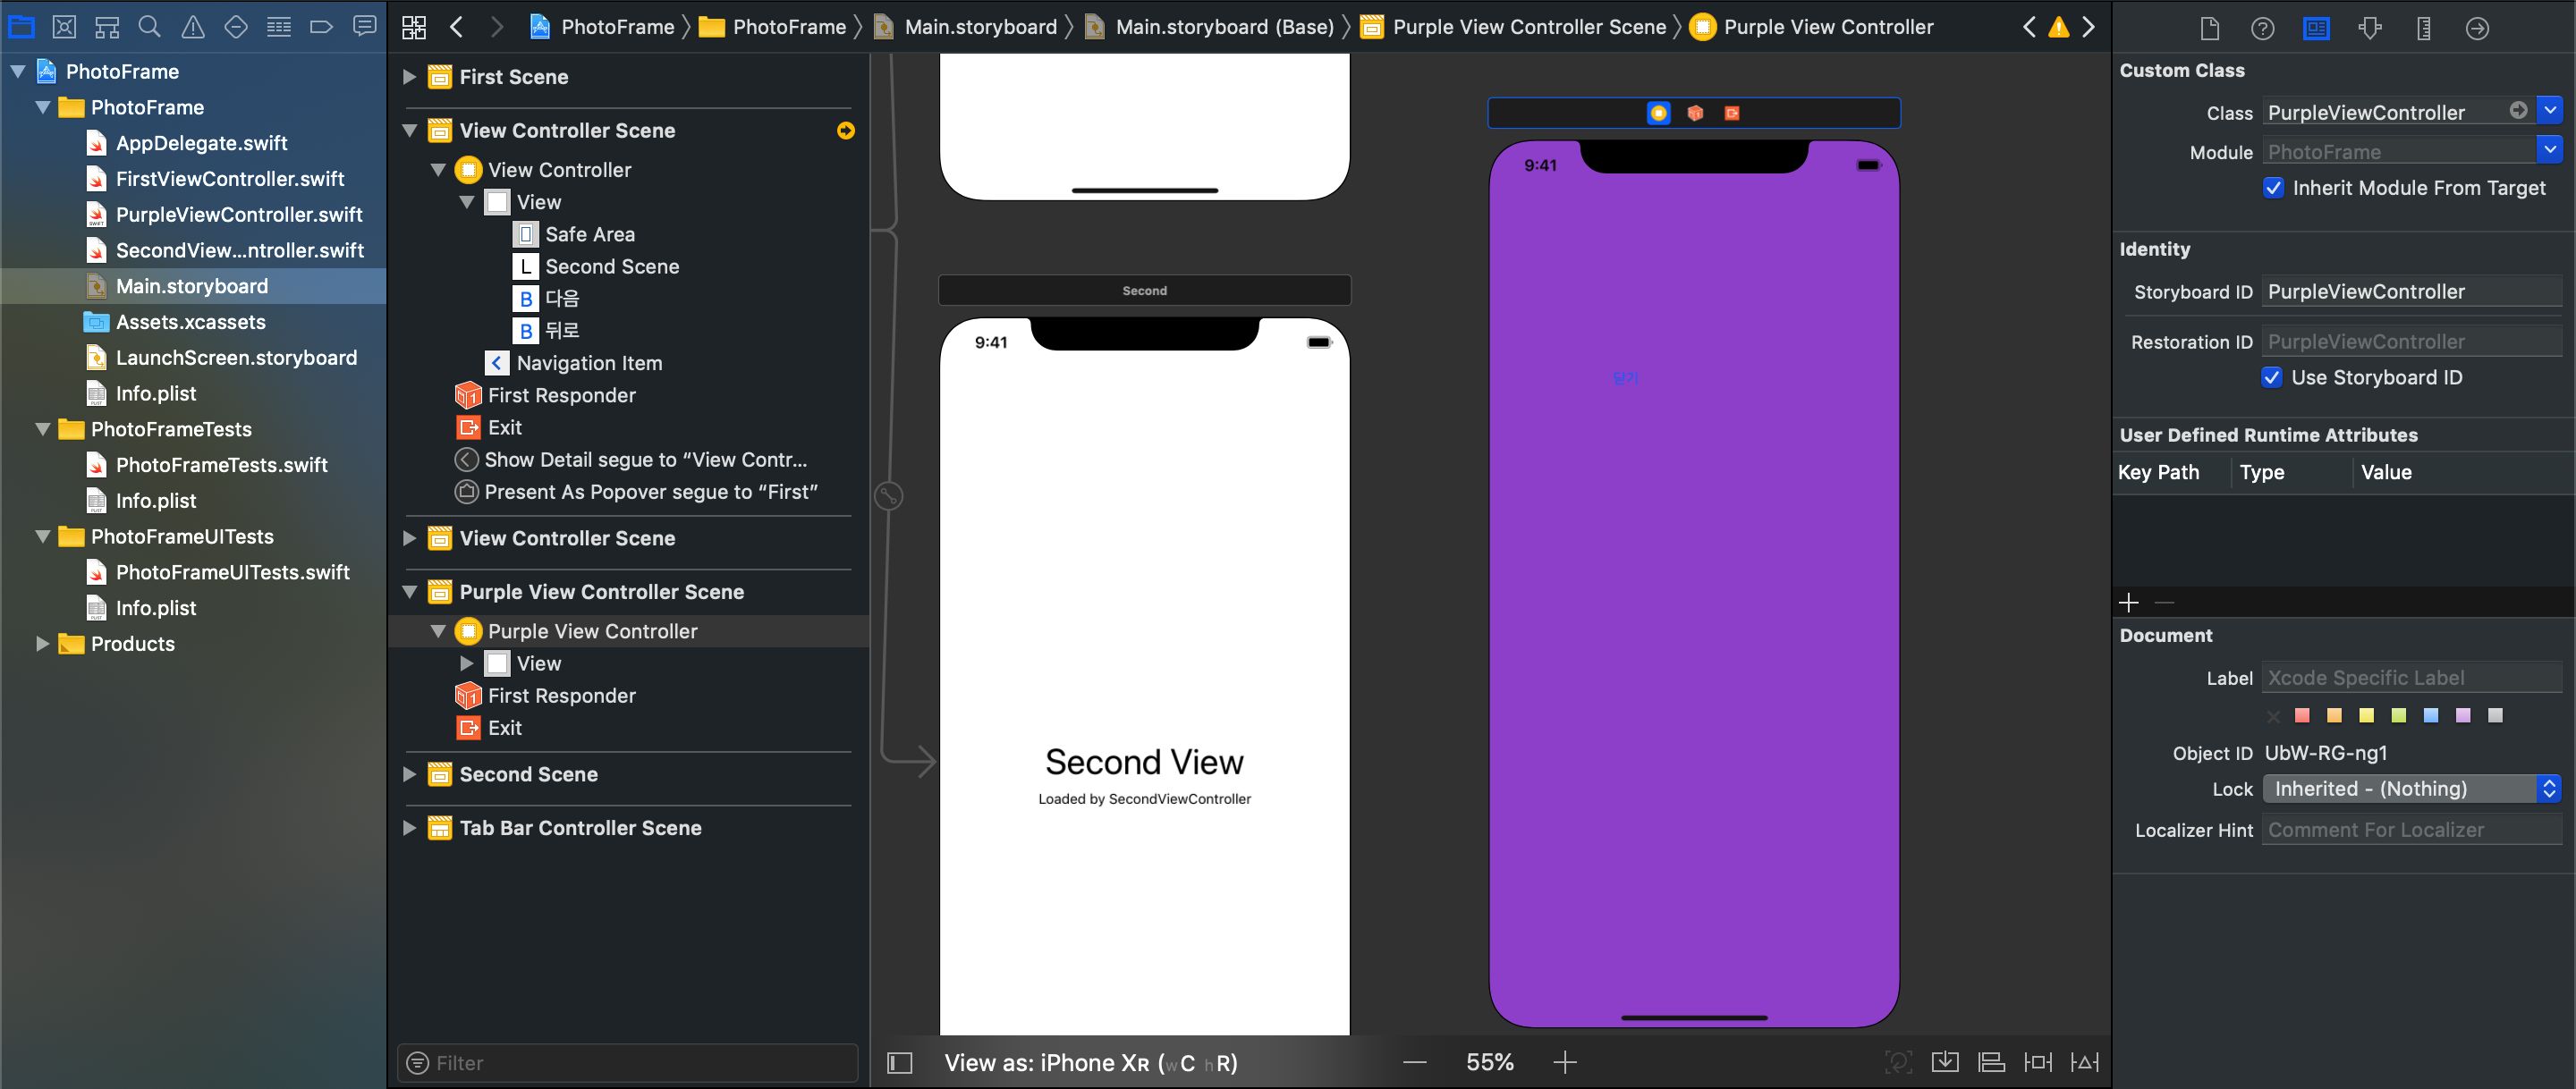 PhotoFrame
PhotoFrame
AppDelegate.swift
FirstViewController.swift
PurpleViewController.swift
SecondView...ntroller.swift
Main.storyboard
Assets.xcassets
LaunchScreen.storyboard
Info.plist
PhotoFrameTests
PhotoFrameTests.swift
Info.plist
PhotoFrameUITests
PhotoFrameUITests.swift
Info.plist
Products
PhotoFrame 〉 PhotoFrame 〉 Main.storyboard 〉 Main.storyboard (Base) 〉 Purple View Controller Scene 〉 Purple View Controller
First Scene
View Controller Scene
View Controller
View
Safe Area
L Second Scene
B 다음
B 뒤로
Navigation Item
First Responder
Exit
Show Detail segue to “View Contr...
Present As Popover segue to “First”
View Controller Scene
Purple View Controller Scene
Purple View Controller
View
First Responder
Exit
Second Scene
Tab Bar Controller Scene
Filter
Second
9:41
Second View
Loaded by SecondViewController
9:41
닫기
View as: iPhone XR (wC hR)
55%
Custom Class
Class PurpleViewController
Module PhotoFrame
Inherit Module From Target
Identity
Storyboard ID PurpleViewController
Restoration ID PurpleViewController
Use Storyboard ID
User Defined Runtime Attributes
Key Path Type Value
Document
Label Xcode Specific Label
Object ID UbW-RG-ng1
Lock Inherited - (Nothing)
Localizer Hint Comment For Localizer